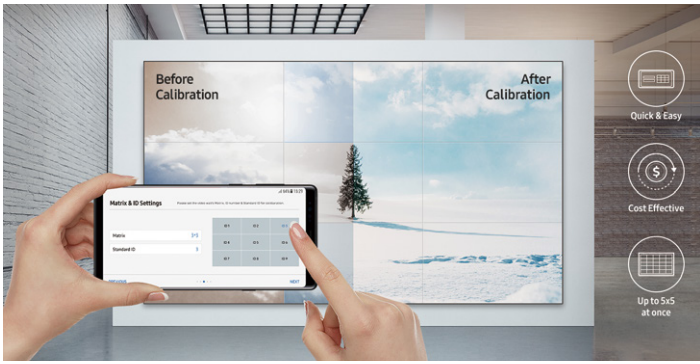 Before
Calibration
After
Calibration
Quick & Easy
Cost Effective
Up to 5x5
at once
Matrix & ID Settings
Matrix
Standard ID
NEXT